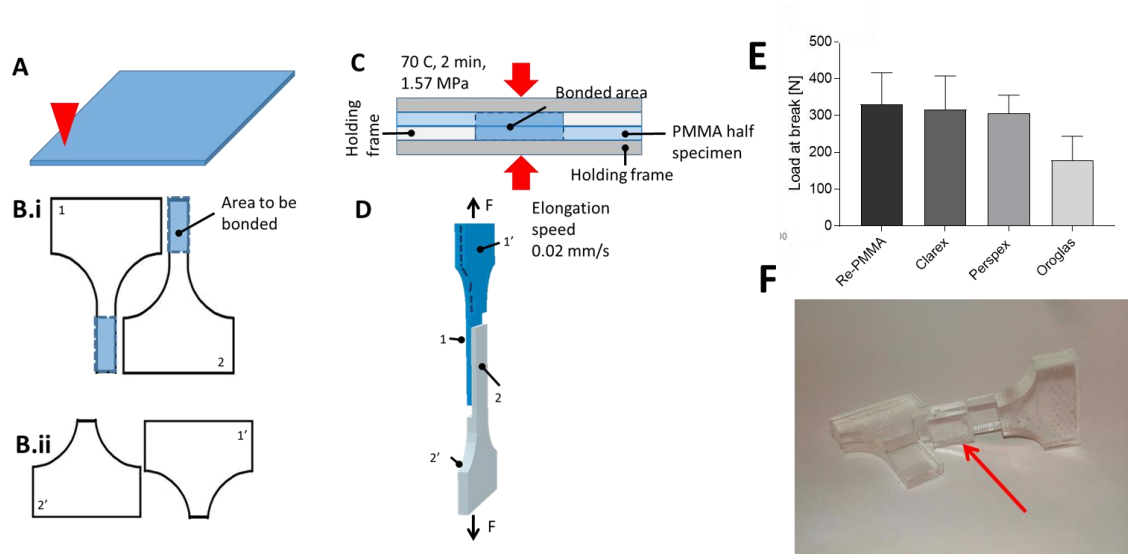 A
B.i
1
2
Area to be
bonded
B.ii
2'
1'
C
70 C, 2 min,
1.57 MPa
Bonded area
Holding
frame
PMMA half
specimen
Holding frame
D
F
Elongation
speed
0.02 mm/s
1'
1
2
2'
F
E
Load at break [N]
500
400
300
200
100
0
Re-PMMA
Clarex
Perspex
Oroglas
F